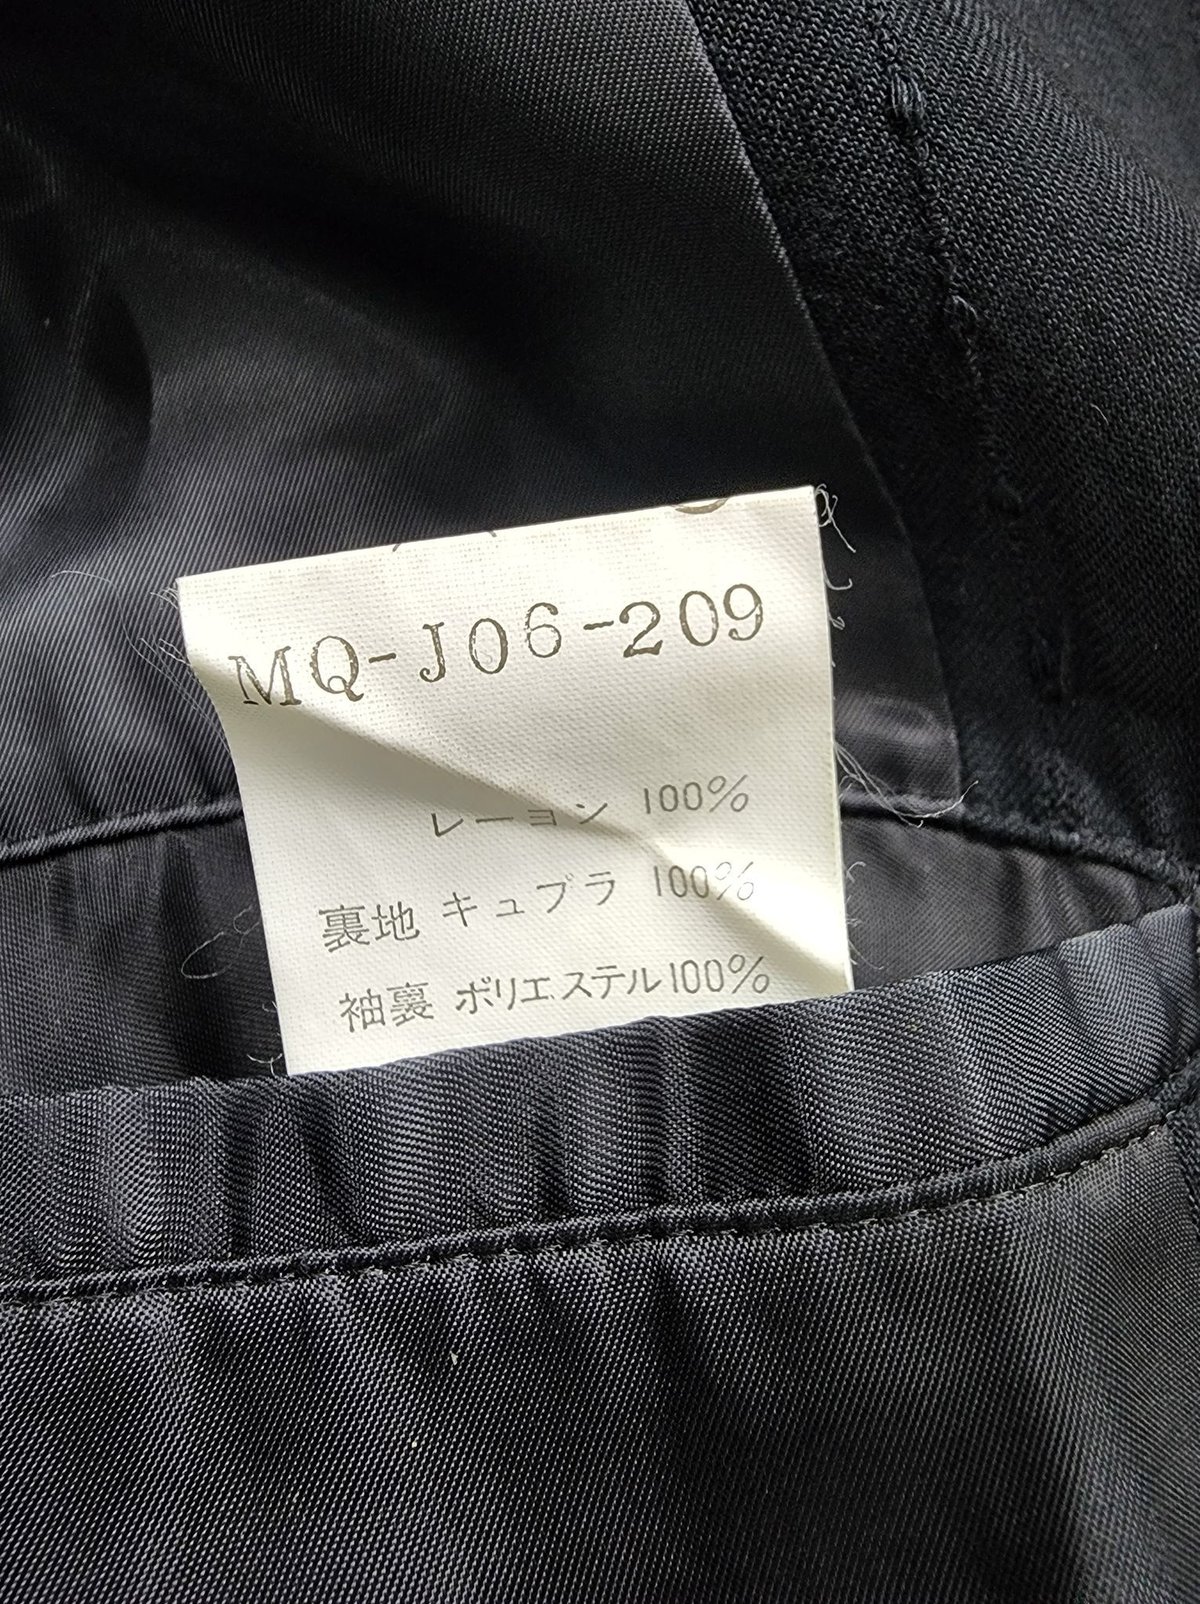 MQ-J06-209
レーヨン 100%
裏地 キュプラ 100%
袖裏 ポリエステル100%